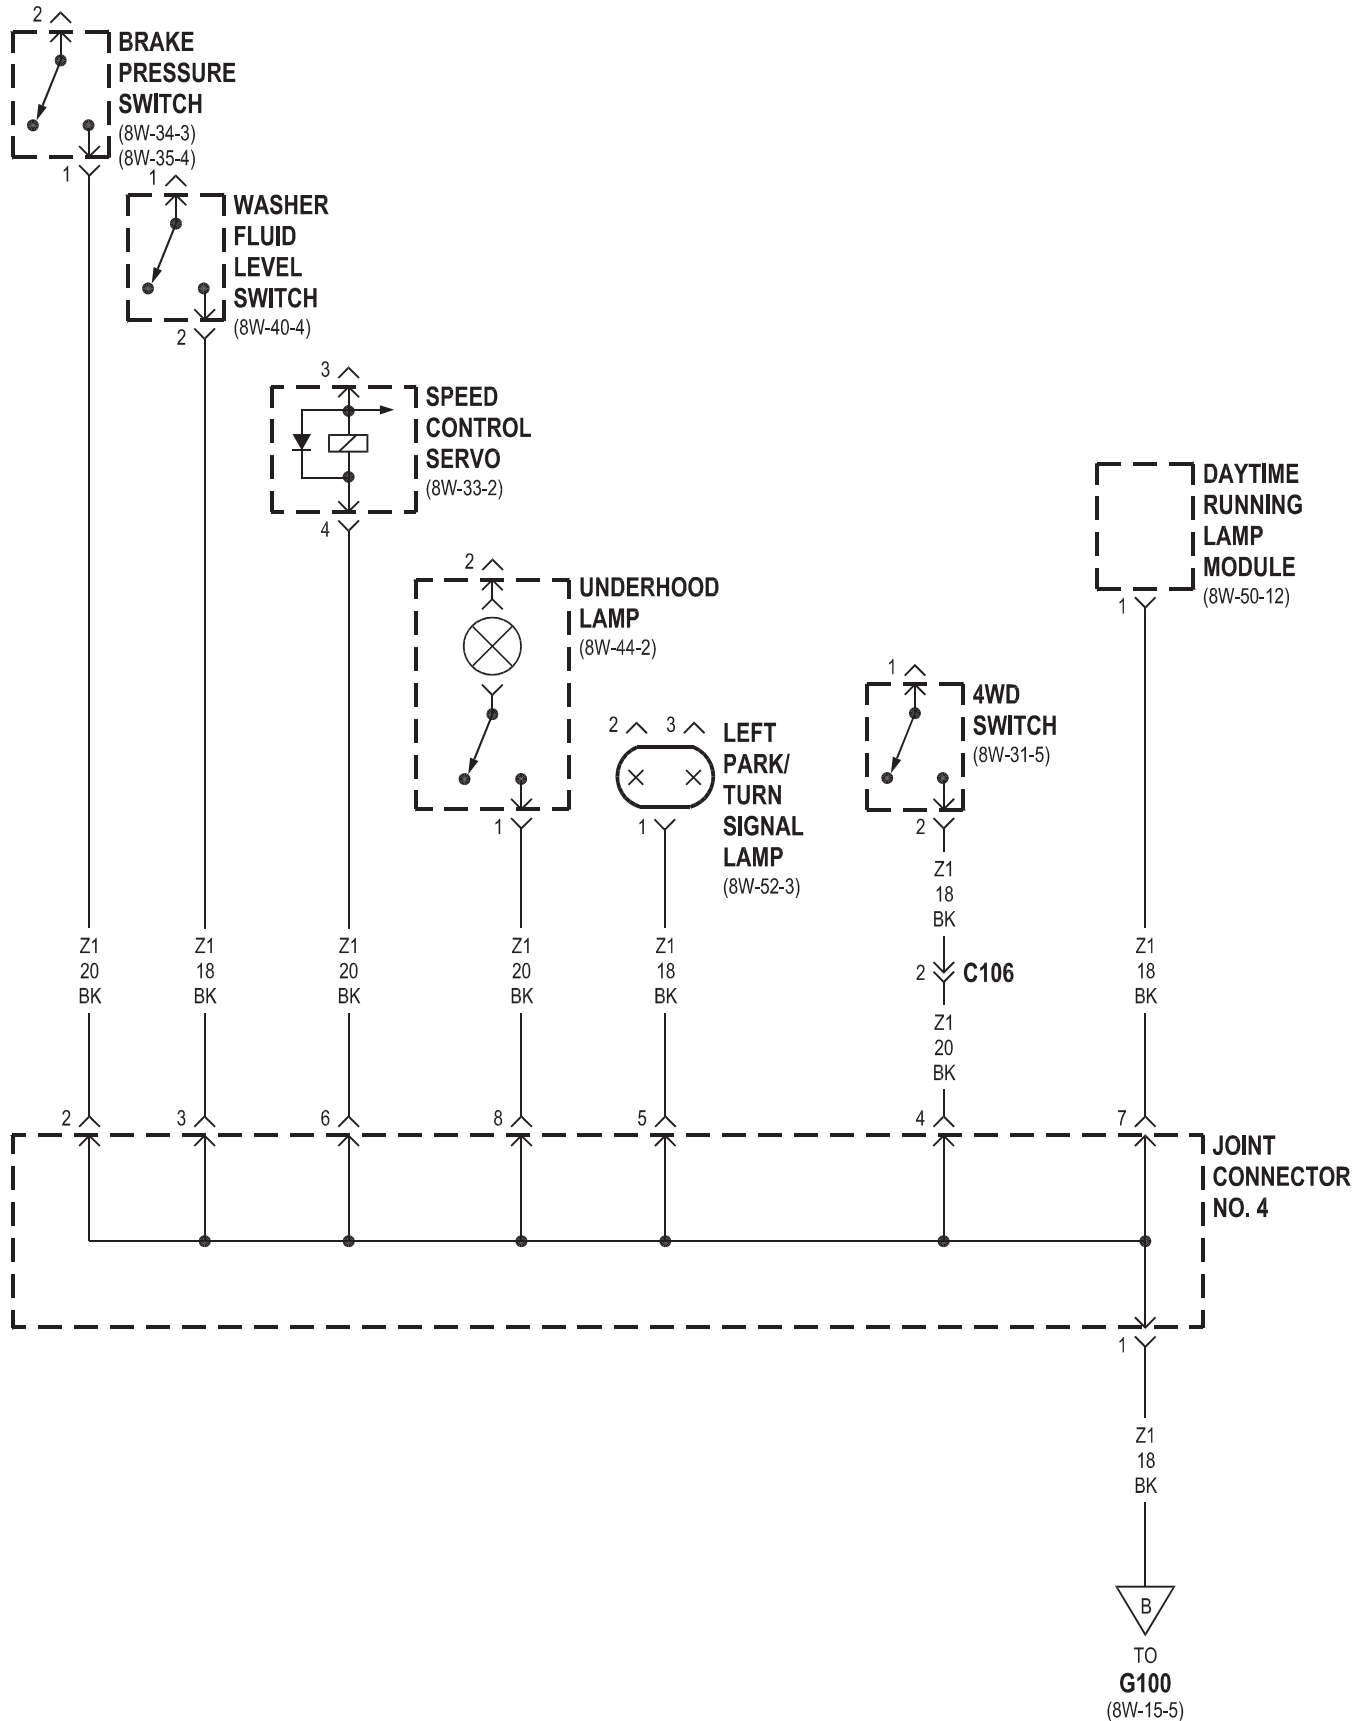 2
BRAKE
PRESSURE
SWITCH
(8W-34-3)
(8W-35-4)
1
1
WASHER
FLUID
LEVEL
SWITCH
(8W-40-4)
2
3
SPEED
CONTROL
SERVO
(8W-33-2)
4
2
UNDERHOOD
LAMP
(8W-44-2)
1
2 3
LEFT
PARK/
TURN
SIGNAL
LAMP
(8W-52-3)
1
1
4WD
SWITCH
(8W-31-5)
2
Z1
18
BK
2 C106
Z1
20
BK
DAYTIME
RUNNING
LAMP
MODULE
(8W-50-12)
1
Z1 Z1 Z1 Z1 Z1 Z1
20 18 20 20 18 18
BK BK BK BK BK BK
2 3 6 8 5 4 7
JOINT
CONNECTOR
NO. 4
1
Z1
18
BK
B
TO
G100
(8W-15-5)